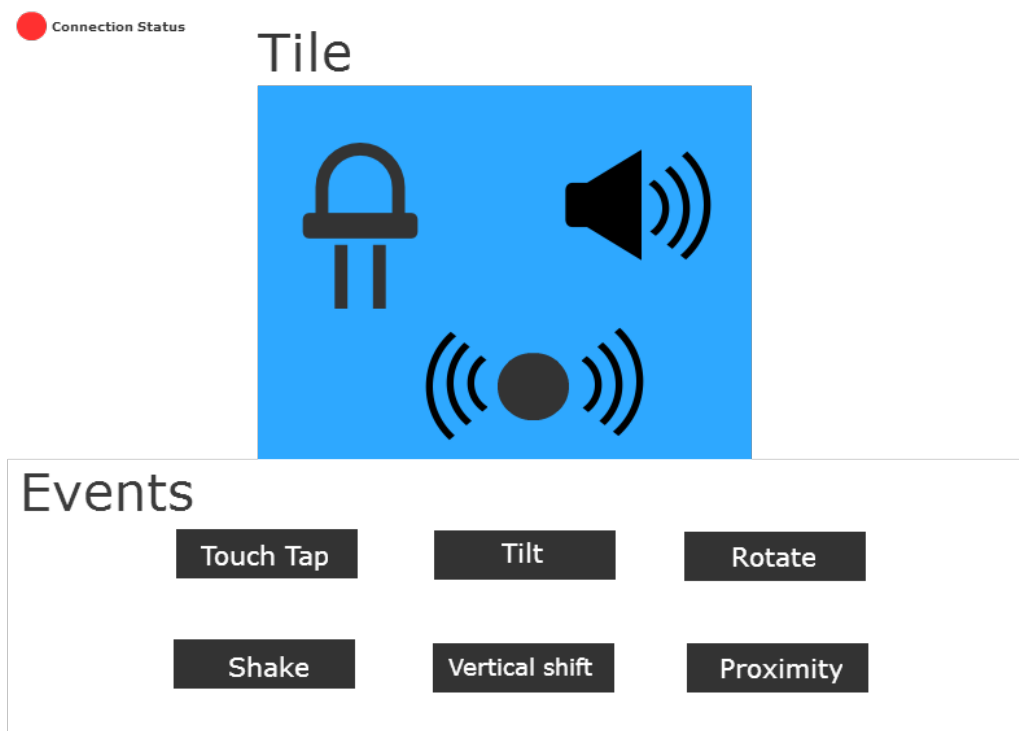 Connection Status
Tile
Events
Touch Tap
Tilt
Rotate
Shake
Vertical shift
Proximity